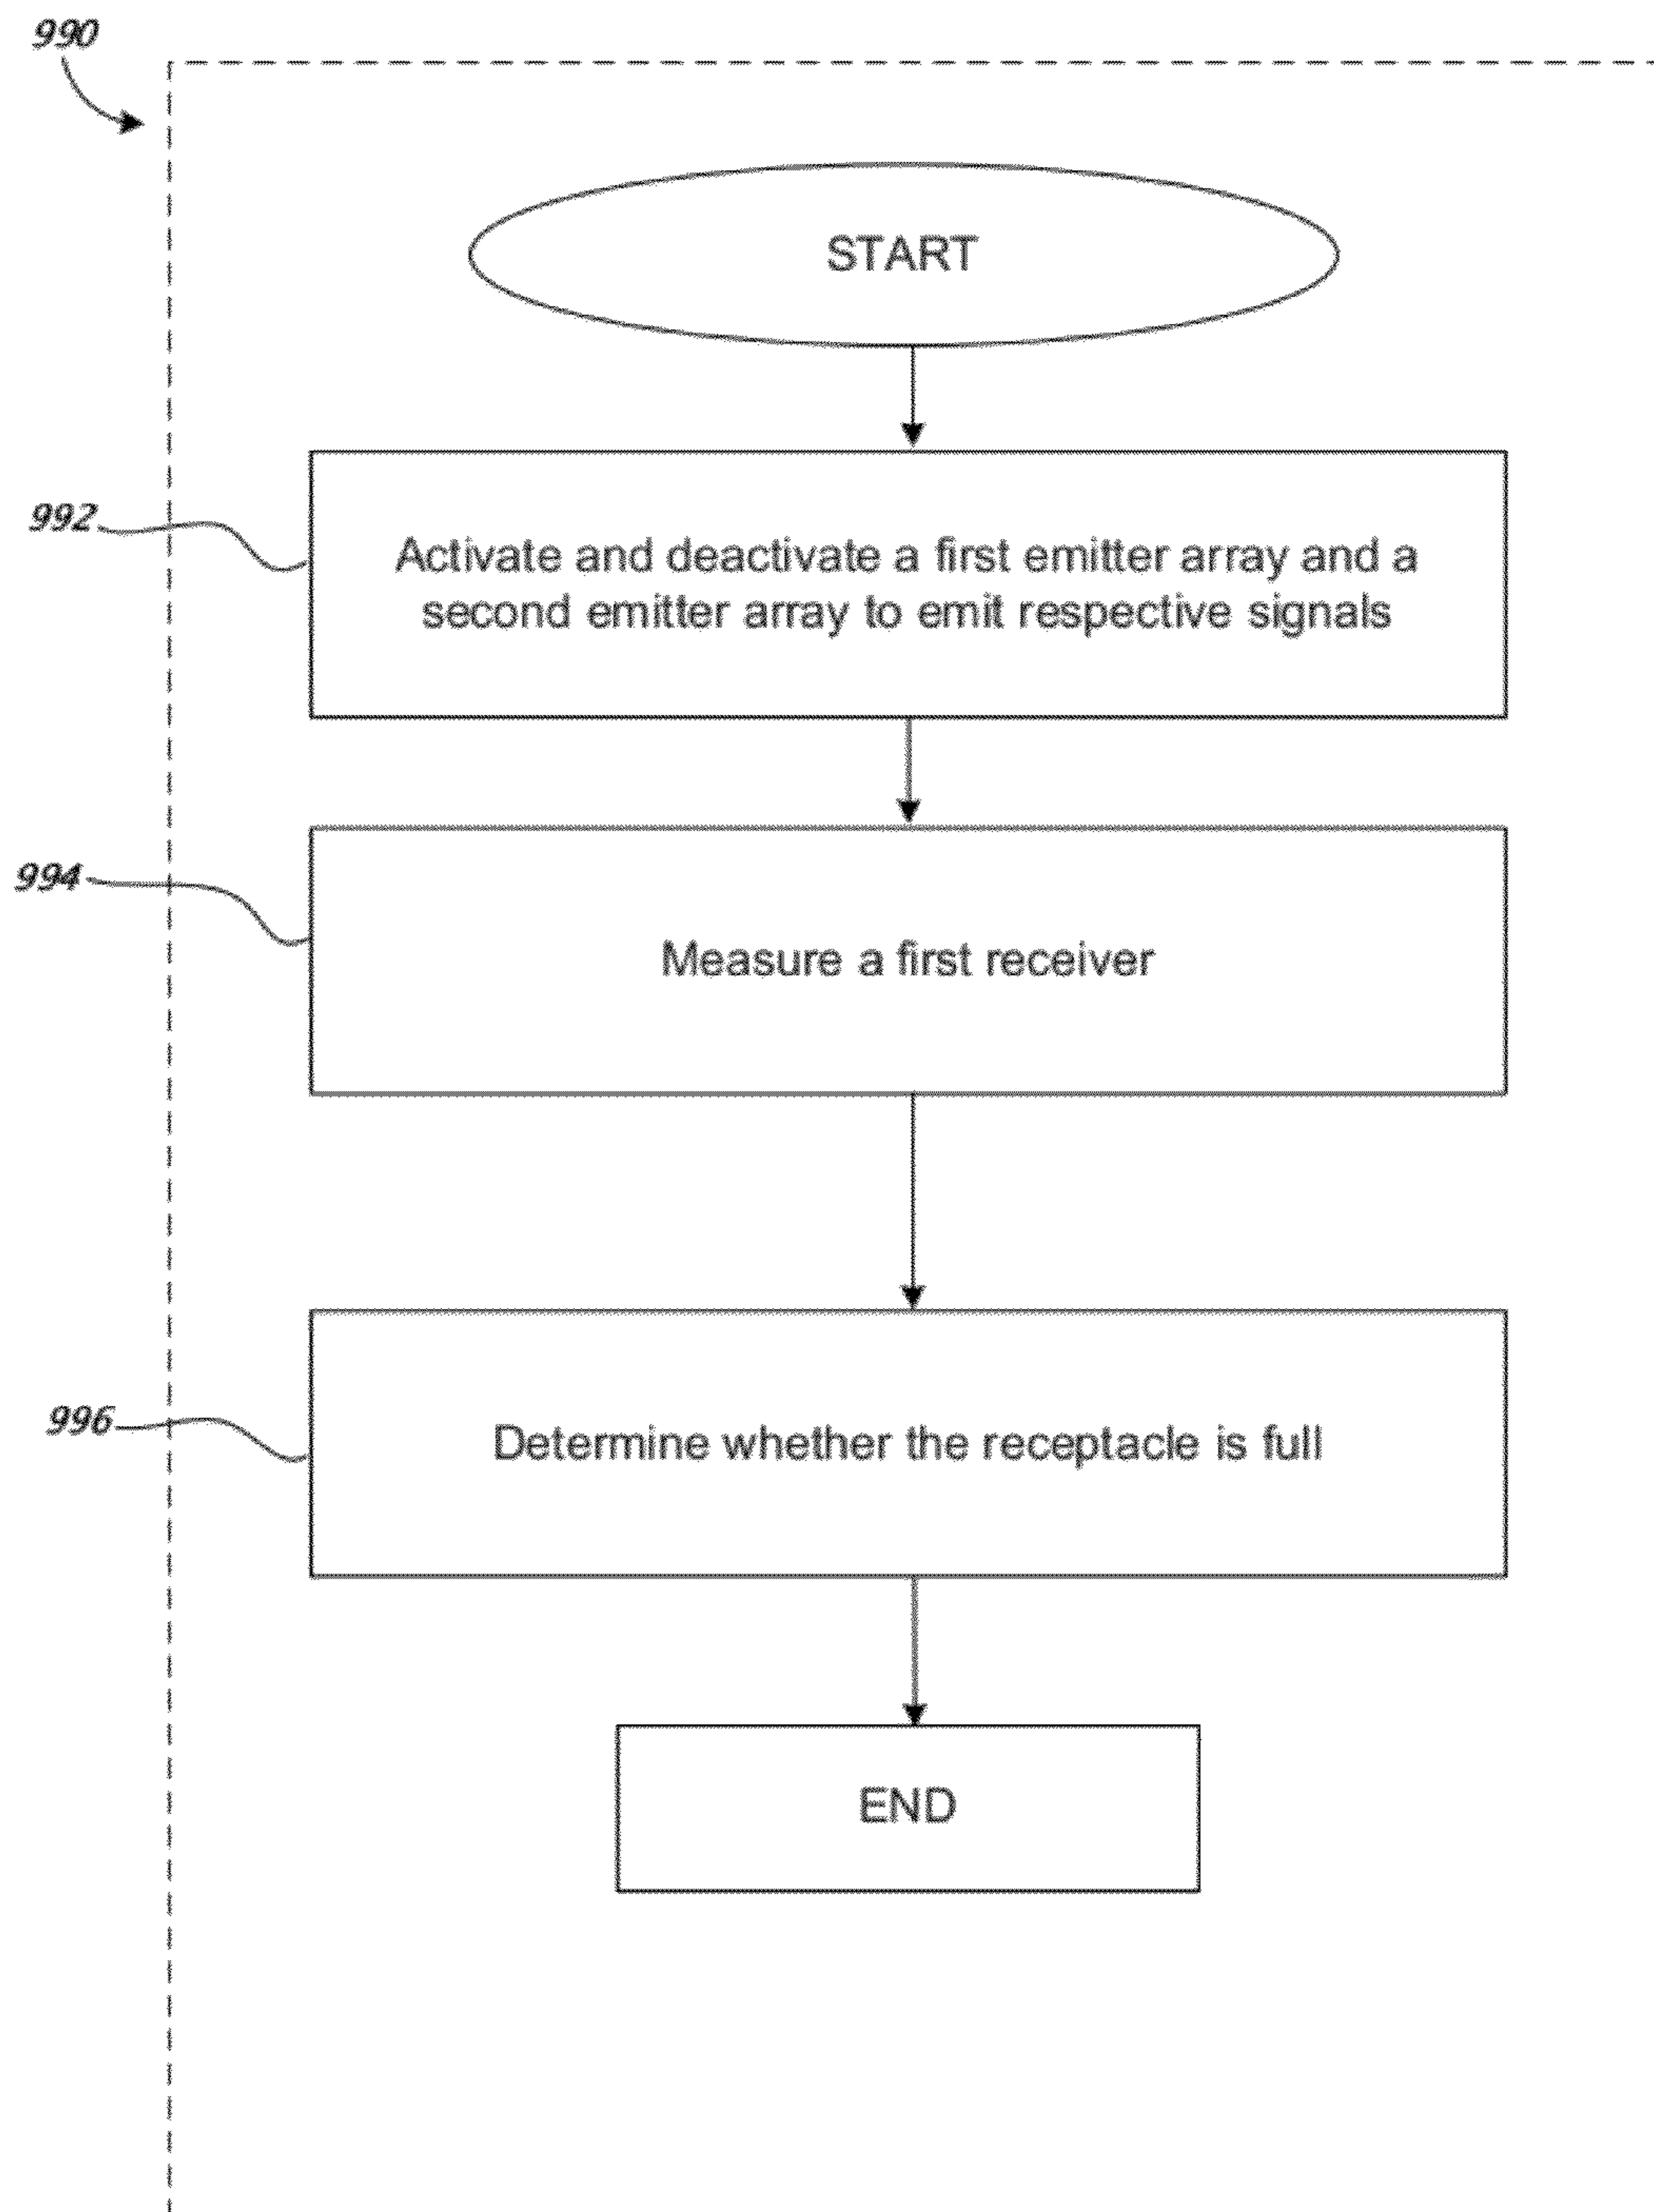 990
START
992
Activate and deactivate a first emitter array and a
second emitter array to emit respective signals
994
Measure a first receiver
996
Determine whether the receptacle is full
END